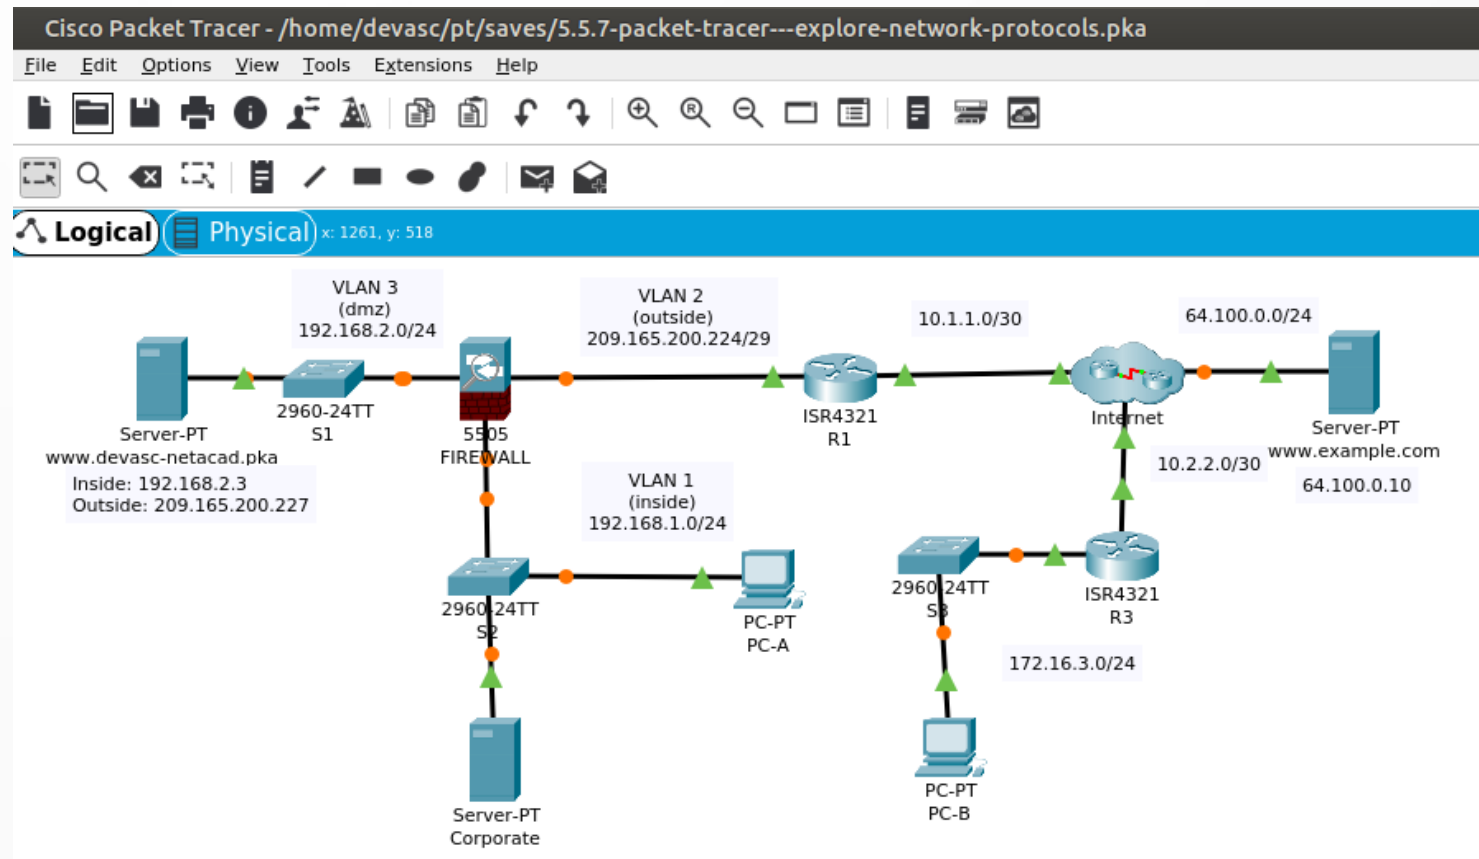 Cisco Packet Tracer - /home/devasc/pt/saves/5.5.7-packet-tracer---explore-network-protocols.pka
File Edit Options View Tools Extensions Help
Logical Physical x: 1261, y: 518
VLAN 3
(dmz)
192.168.2.0/24
VLAN 2
(outside)
209.165.200.224/29
10.1.1.0/30
64.100.0.0/24
Server-PT
www.devasc-netacad.pka
Inside: 192.168.2.3
Outside: 209.165.200.227
2960-24TT
S1
5505
FIREWALL
ISR4321
R1
Internet
Server-PT
www.example.com
64.100.0.10
10.2.2.0/30
VLAN 1
(inside)
192.168.1.0/24
2960-24TT
S2
PC-PT
PC-A
2960-24TT
S3
ISR4321
R3
172.16.3.0/24
Server-PT
Corporate
PC-PT
PC-B